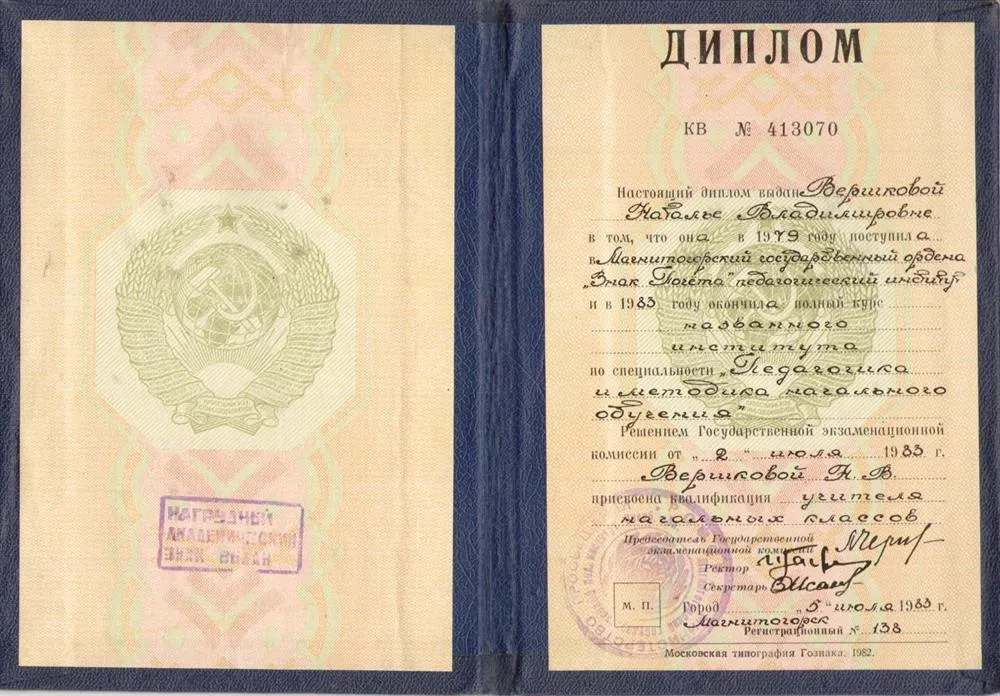 НАГРУДНЫЙ
АКАДЕМИЧЕСКИЙ
ЗНАК ВЫДАН
ДИПЛОМ
КВ № 413070
Настоящий диплом выдан Вершковой
Наталье Владимировне
в том, что она в 1979 году поступила
в Магнитогорский государственный ордена
„Знак Почета" педагогический институт
и в 1983 году окончила полный курс
названного
института
по специальности „Педагогика
и методика начального
обучения"
Решением Государственной экзаменационной
комиссии от „2" июля 1983 г.
Вершковой Н. В.
присвоена квалификация учителя
начальных классов
Председатель Государственной
экзаменационной комиссии
Ректор
Секретарь
М. П.
Город „5" июля 1983 г.
Магнитогорск
Регистрационный № 138
Московская типография Гознака. 1982.